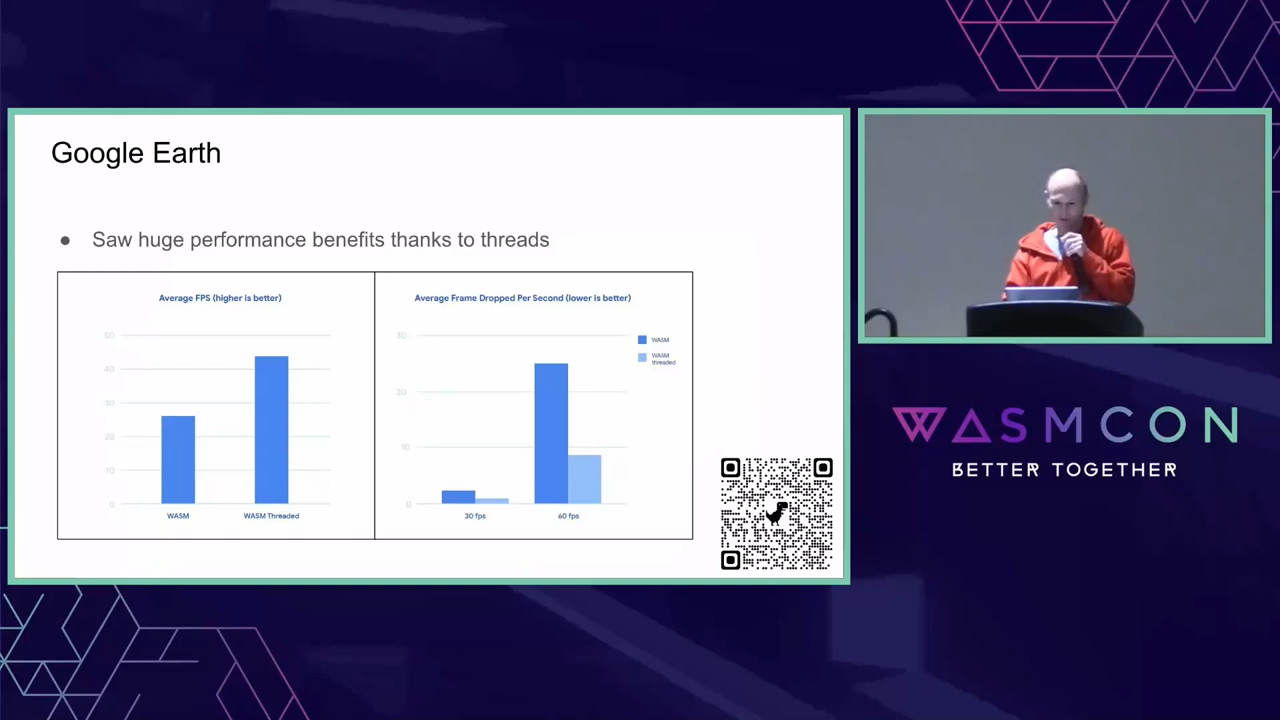 Google Earth
● Saw huge performance benefits thanks to threads
Average FPS (higher is better)
50
40
30
20
10
0
WASM
WASM Threaded
Average Frame Dropped Per Second (lower is better)
30
20
10
0
30 fps
60 fps
WASM
WASM
threaded
WASMCON
BETTER TOGETHER